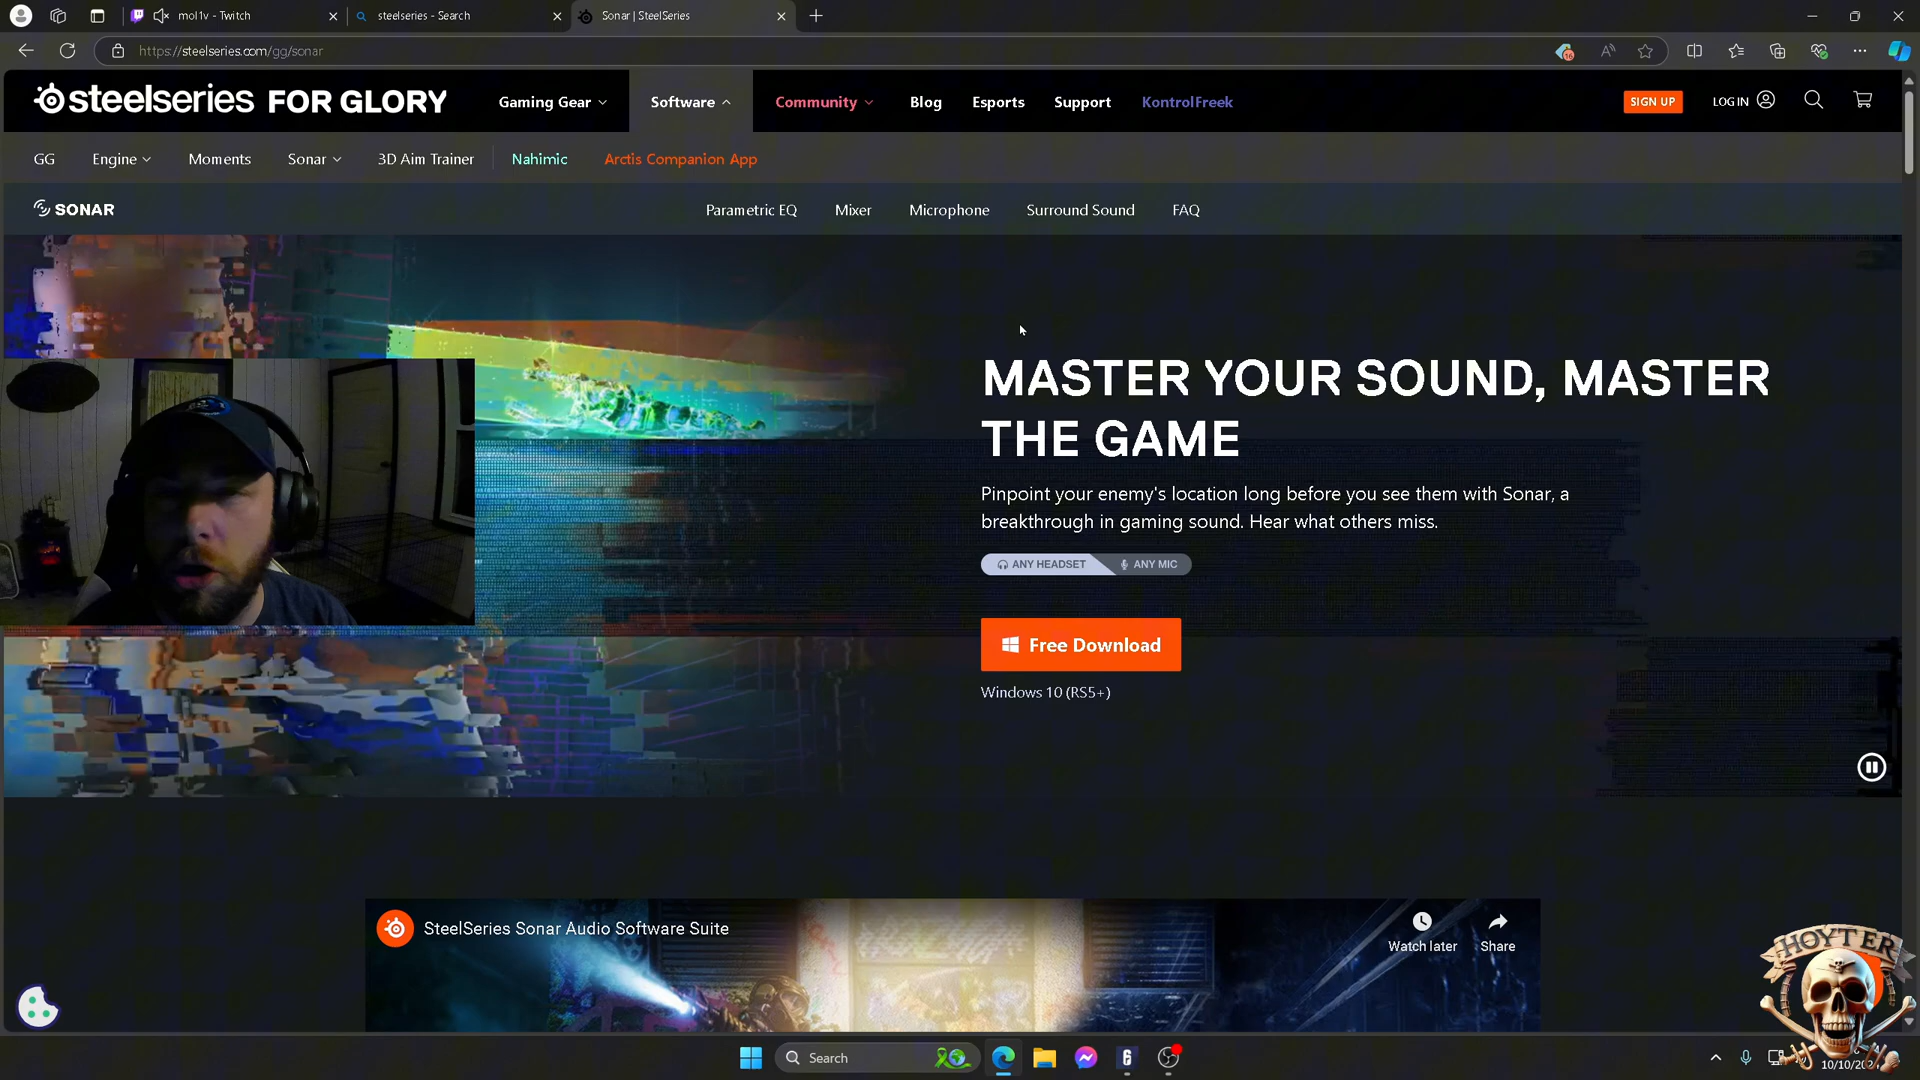 mol1v - Twitch
steelseries - Search
Sonar | SteelSeries
https://steelseries.com/gg/sonar
steelseries FOR GLORY
Gaming Gear
Software
Community
Blog
Esports
Support
KontrolFreek
SIGN UP
LOG IN
GG
Engine
Moments
Sonar
3D Aim Trainer
Nahimic
Arctis Companion App
SONAR
Parametric EQ
Mixer
Microphone
Surround Sound
FAQ
MASTER YOUR SOUND, MASTER
THE GAME
Pinpoint your enemy's location long before you see them with Sonar, a
breakthrough in gaming sound. Hear what others miss.
ANY HEADSET
ANY MIC
Free Download
Windows 10 (RS5+)
SteelSeries Sonar Audio Software Suite
Watch later
Share
HOYTER
Search